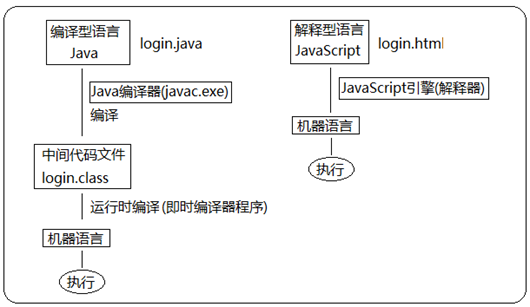 编译型语言
Java
login.java
Java编译器(javac.exe)
编译
中间代码文件
login.class
运行时编译(即时编译器程序)
机器语言
执行
解释型语言
JavaScript
login.html
JavaScript引擎(解释器)
机器语言
执行